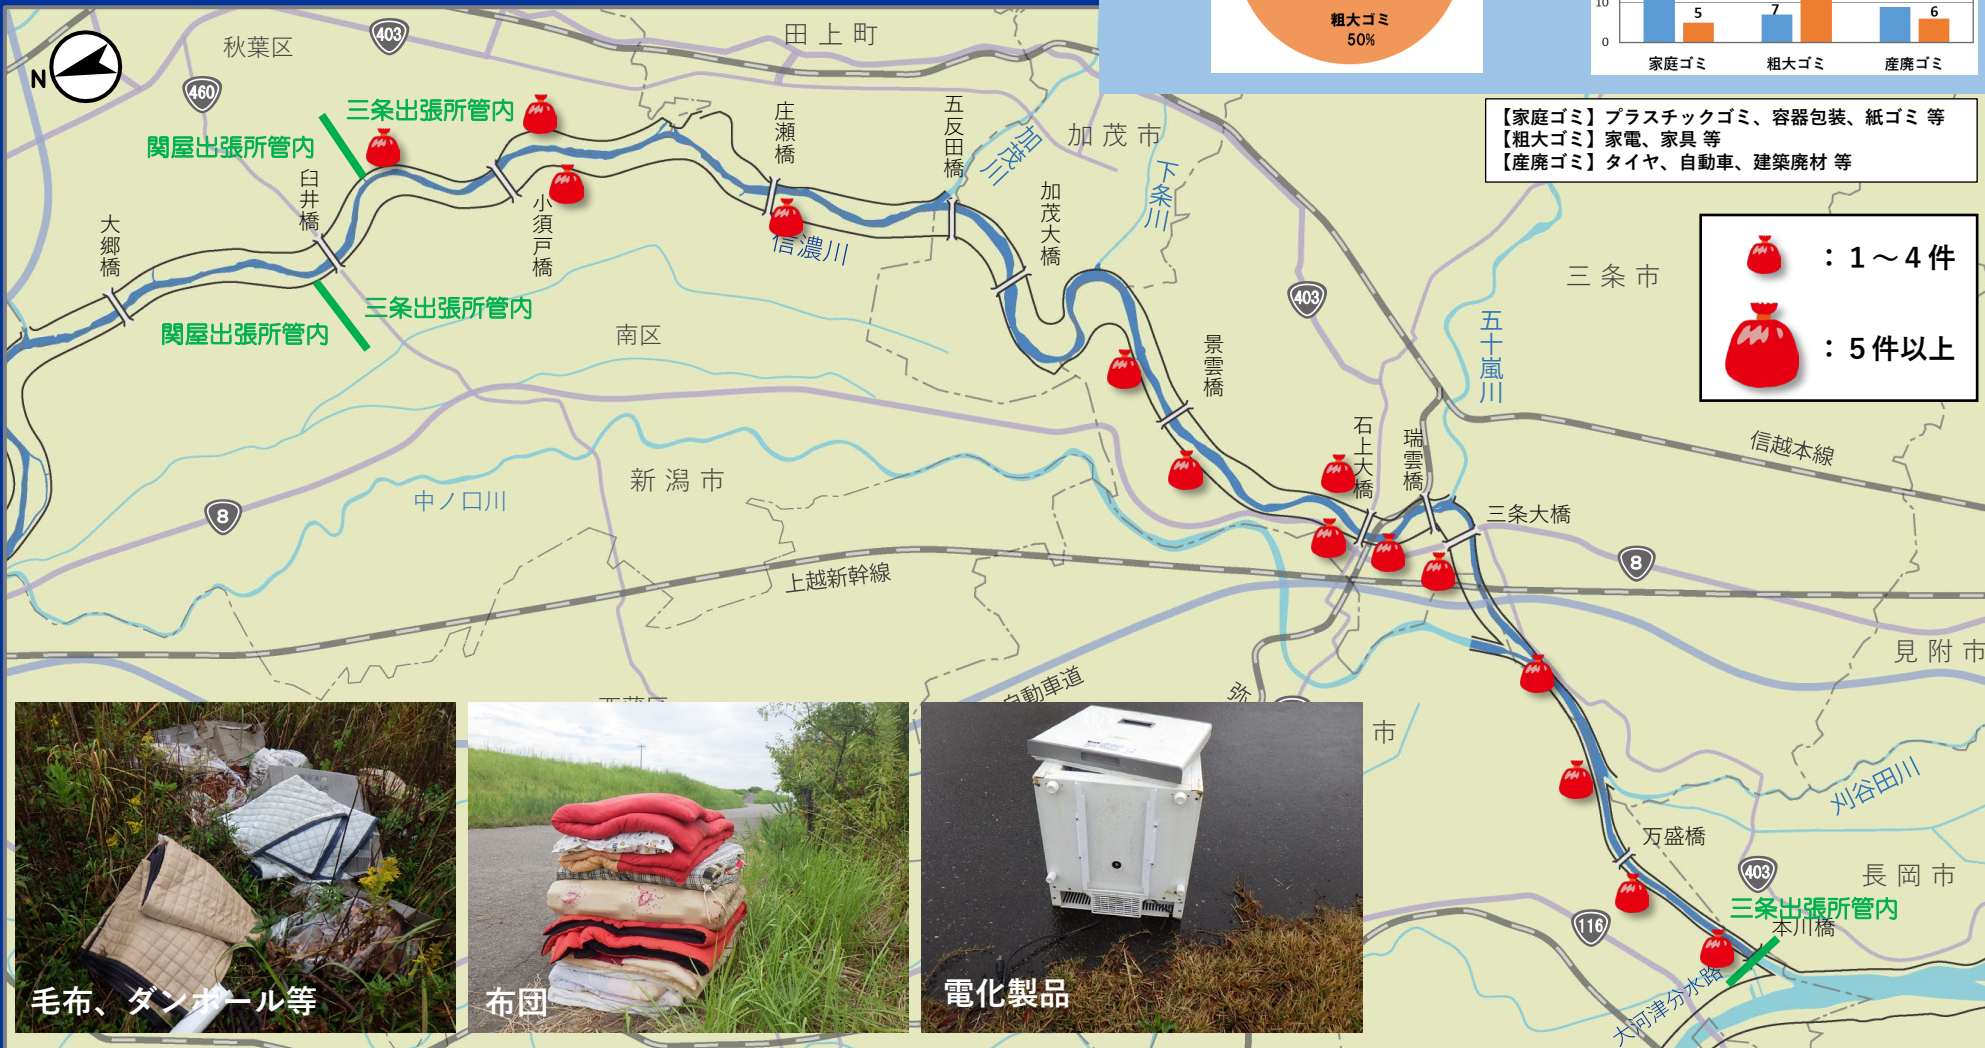 粗大ゴミ
50%
10
0
5
7
6
家庭ゴミ
粗大ゴミ
産廃ゴミ
【家庭ゴミ】プラスチックゴミ、容器包装、紙ゴミ 等
【粗大ゴミ】家電、家具 等
【産廃ゴミ】タイヤ、自動車、建築廃材 等
：1～4件
：5件以上
N
秋葉区
403
田上町
460
三条出張所管内
関屋出張所管内
臼井橋
大郷橋
小須戸橋
庄瀬橋
五反田橋
加茂川
加茂市
下条川
加茂大橋
信濃川
三条出張所管内
関屋出張所管内
南区
三条市
403
五十嵐川
景雲橋
石上大橋
瑞雲橋
信越本線
新潟市
中ノ口川
8
三条大橋
8
上越新幹線
見附市
自動車道
弥
市
刈谷田川
万盛橋
403
長岡市
三条出張所管内
本川橋
116
大河津分水路
毛布、ダンボール等
布団
電化製品